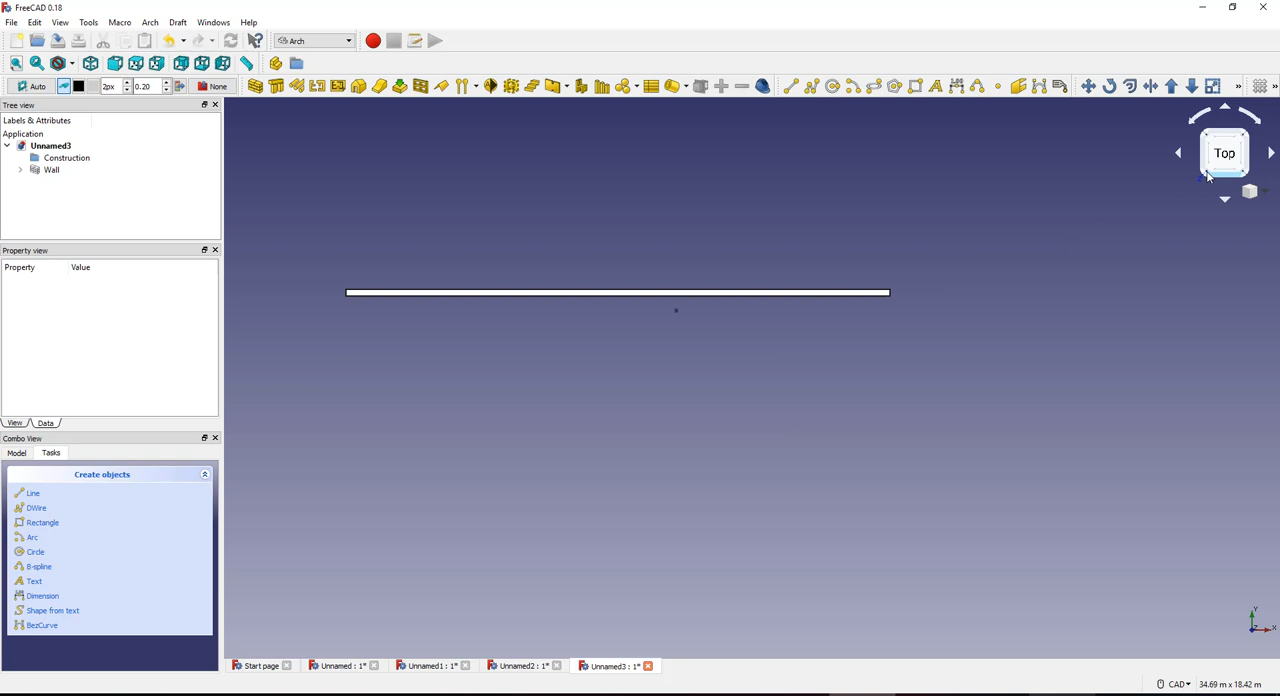 FreeCAD 0.18
File Edit View Tools Macro Arch Draft Windows Help
Arch
Auto 2px 0.20 None
Tree view
Labels & Attributes
Application
Unnamed3
Construction
Wall
Top
Property view
Property Value
View Data
Combo View
Model Tasks
Create objects
Line
DWire
Rectangle
Arc
Circle
B-spline
Text
Dimension
Shape from text
BezCurve
Y
Z X
Start page Unnamed : 1* Unnamed1 : 1* Unnamed2 : 1* Unnamed3 : 1*
CAD 34.69 m x 18.42 m